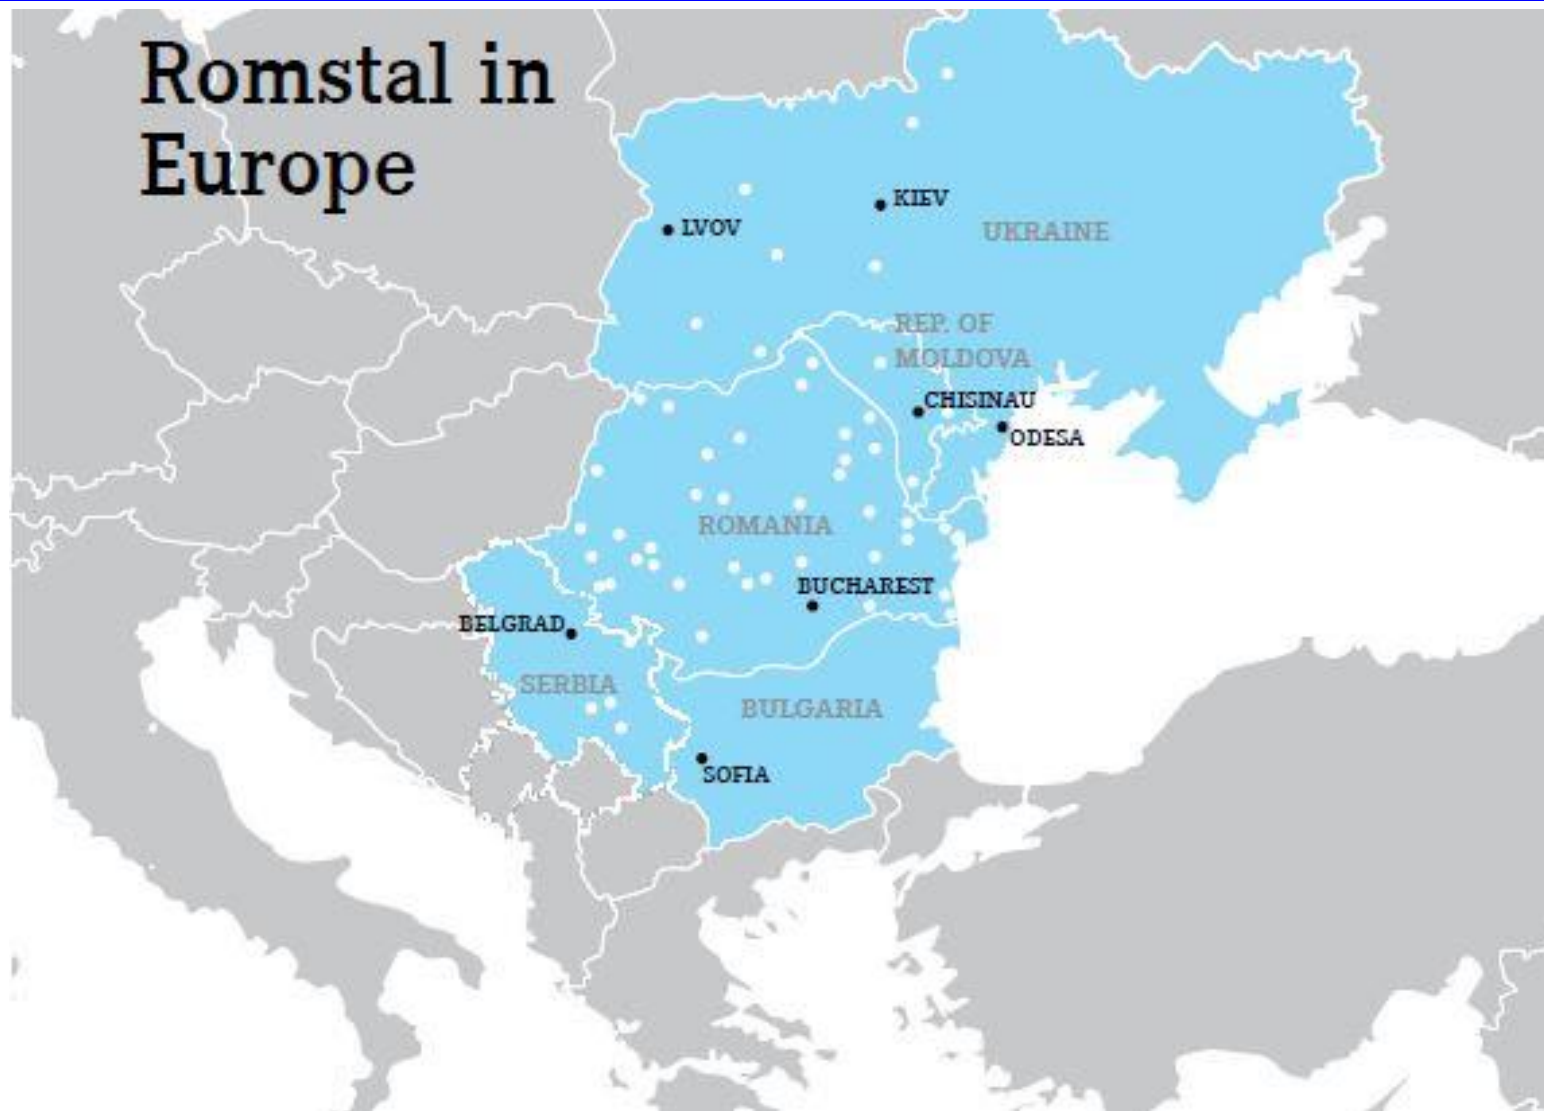 Romstal in
Europe
KIEV
LVOV
UKRAINE
REP. OF
MOLDOVA
CHISINAU
ODESA
ROMANIA
BUCHAREST
BELGRAD
SERBIA
BULGARIA
SOFIA